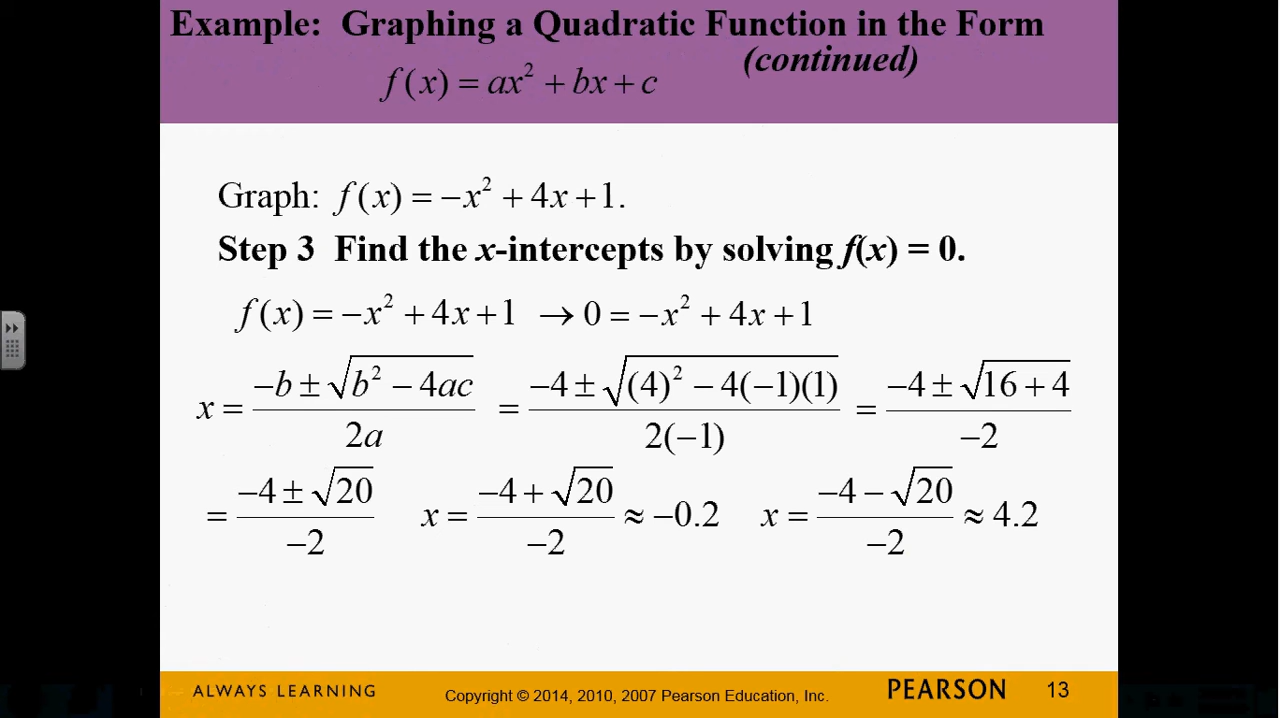 Example: Graphing a Quadratic Function in the Form
f(x) = ax² + bx + c (continued)
Graph: f(x) = −x² + 4x + 1.
Step 3 Find the x-intercepts by solving f(x) = 0.
f(x) = −x² + 4x + 1 → 0 = −x² + 4x + 1
x = (−b ± √(b² − 4ac)) / 2a = (−4 ± √((4)² − 4(−1)(1))) / 2(−1) = (−4 ± √(16 + 4)) / −2
= (−4 ± √20) / −2 x = (−4 + √20) / −2 ≈ −0.2 x = (−4 − √20) / −2 ≈ 4.2
ALWAYS LEARNING Copyright © 2014, 2010, 2007 Pearson Education, Inc. PEARSON 13